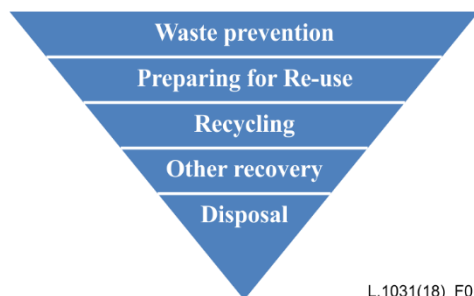 Waste prevention
Preparing for Re-use
Recycling
Other recovery
Disposal
L.1031(18)_F0